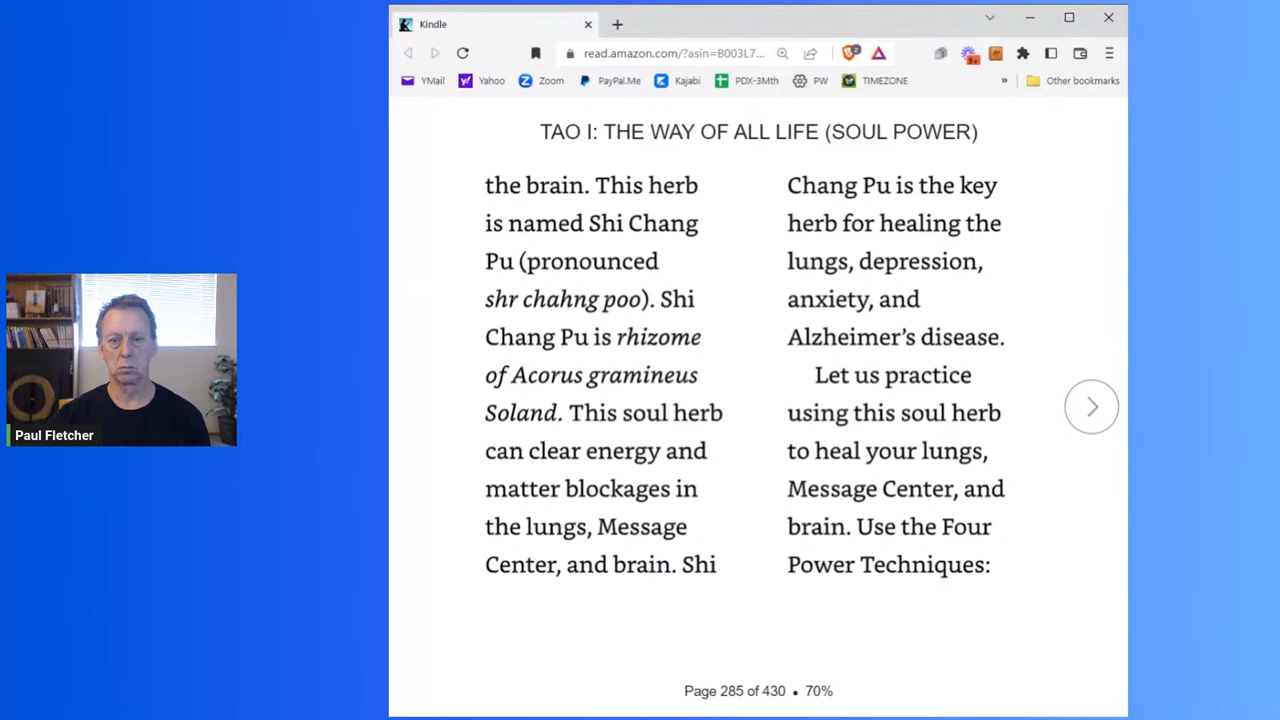 Kindle
read.amazon.com/?asin=B003L7...
2
9+
YMail
Yahoo
Zoom
PayPal.Me
Kajabi
PDX-3Mth
PW
TIMEZONE
»
Other bookmarks
TAO I: THE WAY OF ALL LIFE (SOUL POWER)
the brain. This herb
is named Shi Chang
Pu (pronounced
shr chahng poo). Shi
Chang Pu is rhizome
of Acorus gramineus
Soland. This soul herb
can clear energy and
matter blockages in
the lungs, Message
Center, and brain. Shi
Chang Pu is the key
herb for healing the
lungs, depression,
anxiety, and
Alzheimer’s disease.
Let us practice
using this soul herb
to heal your lungs,
Message Center, and
brain. Use the Four
Power Techniques:
Page 285 of 430 • 70%
Paul Fletcher